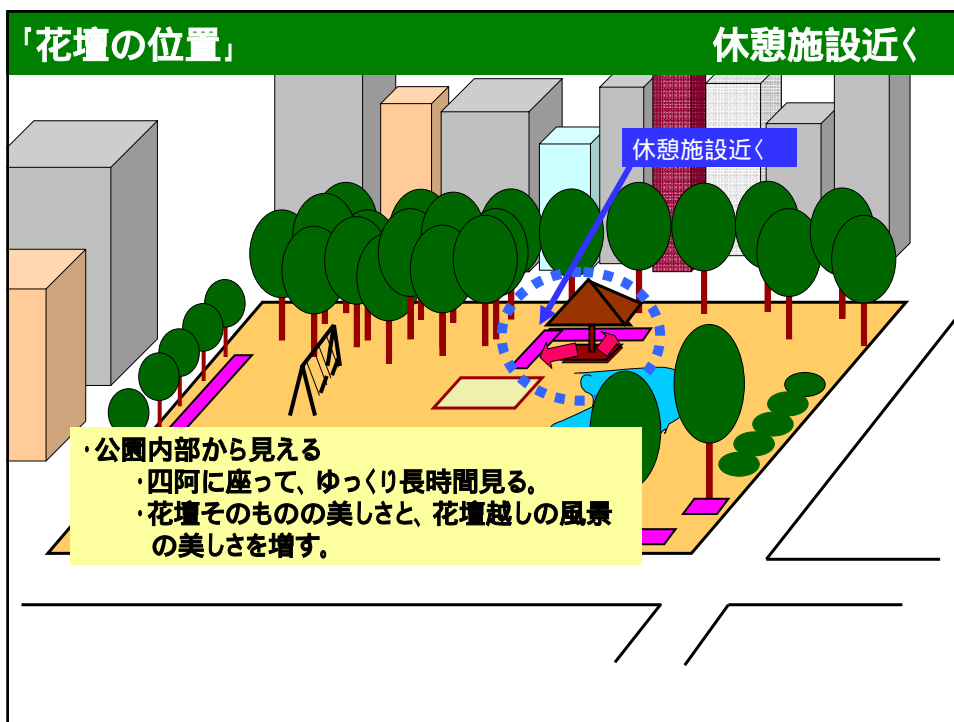 「花壇の位置」 休憩施設近く
休憩施設近く
・公園内部から見える
・四阿に座って、ゆっくり長時間見る。
・花壇そのものの美しさと、花壇越しの風景
の美しさを増す。